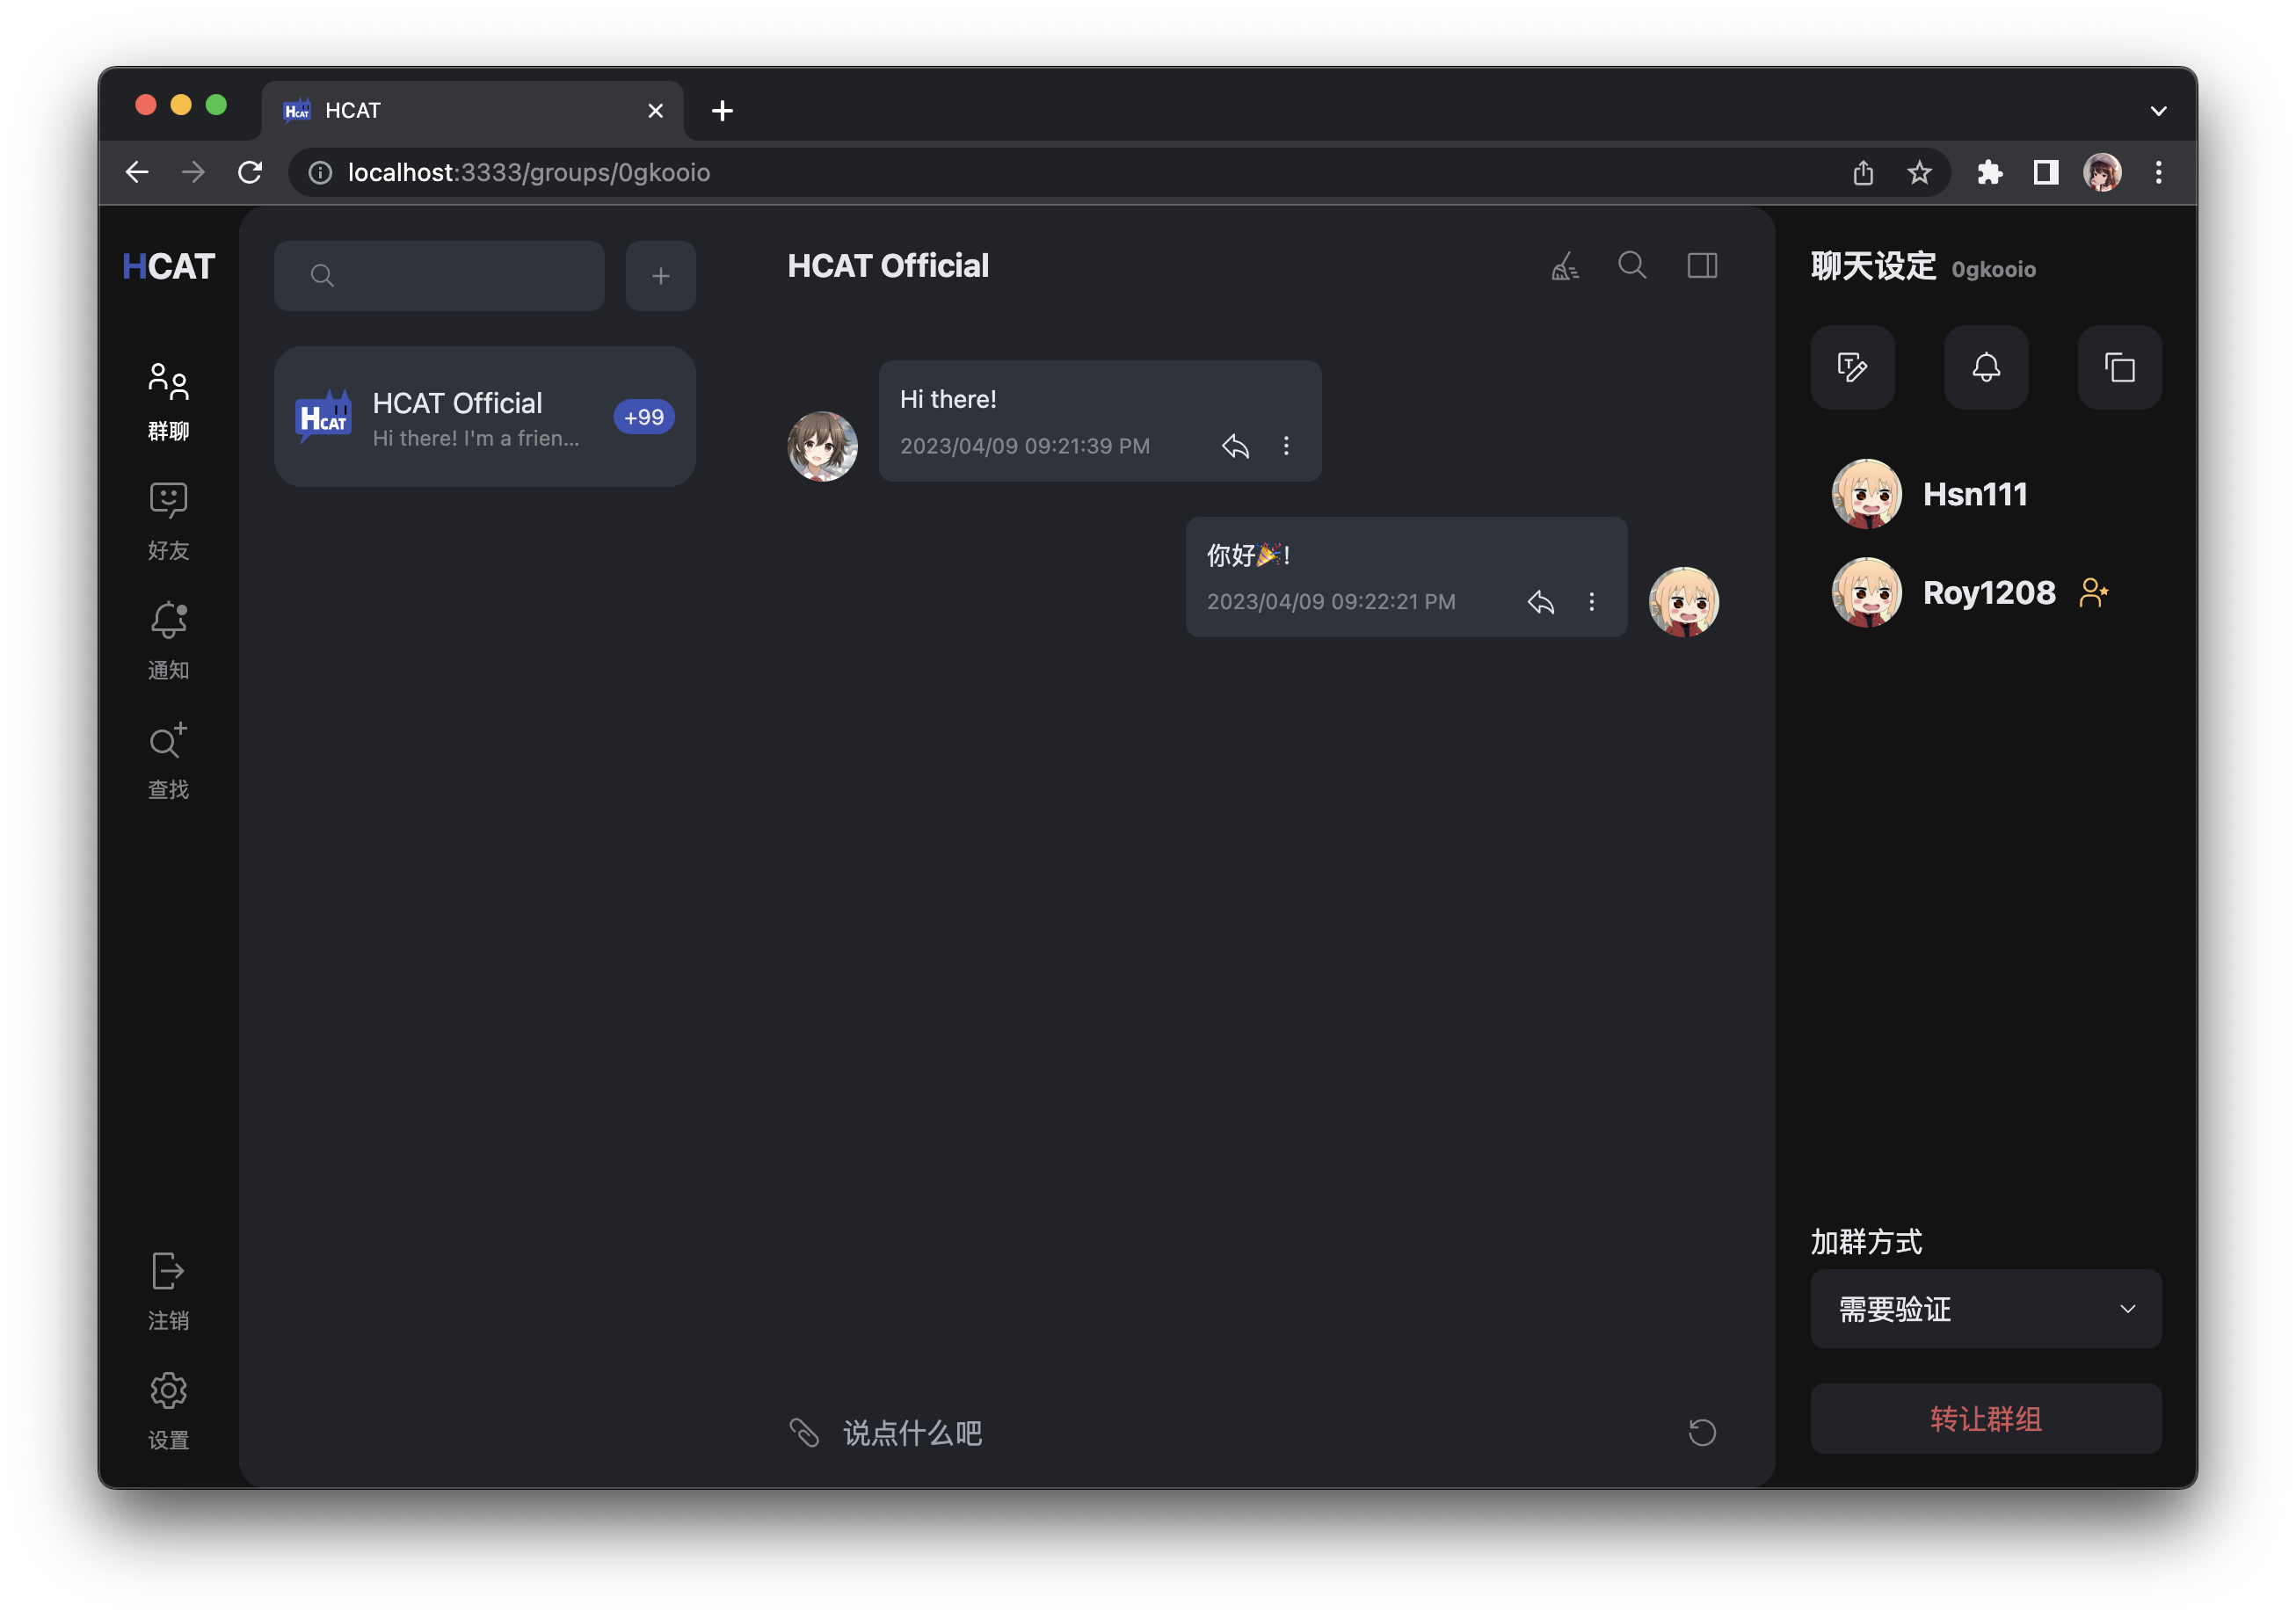 HCAT
localhost:3333/groups/0gkooio
HCAT
群聊
好友
通知
查找
注销
设置
HCAT
HCAT Official
Hi there! I'm a frien...
+99
HCAT Official
Hi there!
2023/04/09 09:21:39 PM
你好🎉!
2023/04/09 09:22:21 PM
说点什么吧
聊天设定 0gkooio
Hsn111
Roy1208
加群方式
需要验证
转让群组